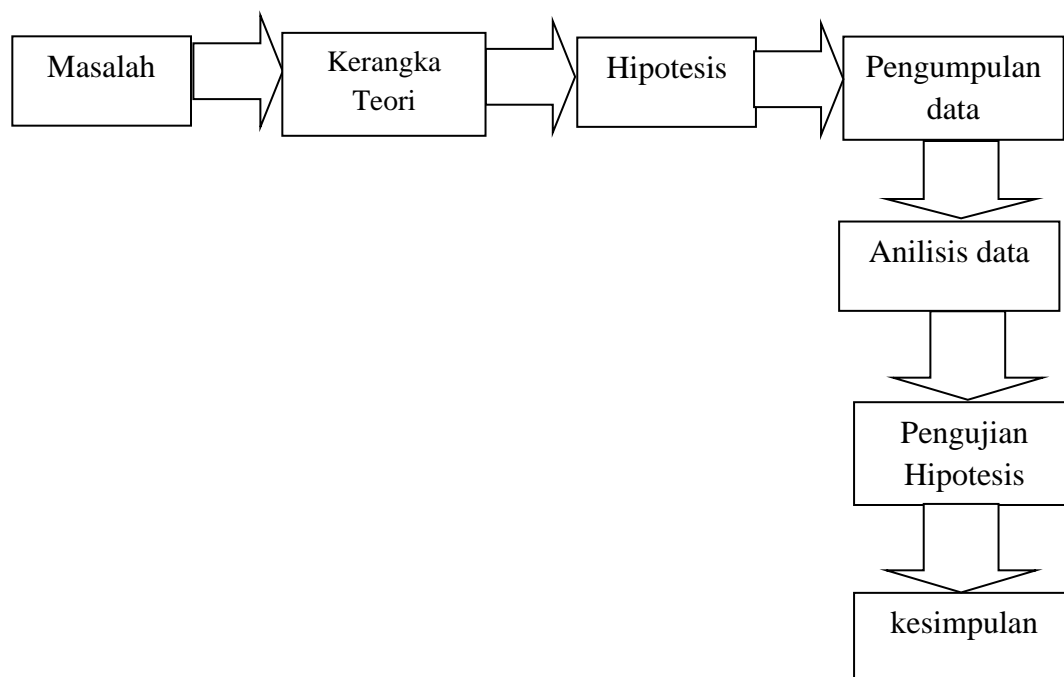 Masalah
Kerangka
Teori
Hipotesis
Pengumpulan
data
Anilisis data
Pengujian
Hipotesis
kesimpulan